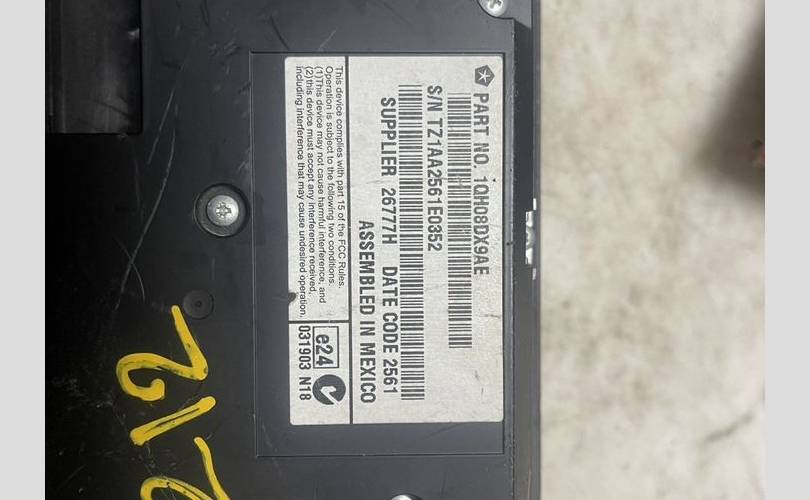 PART NO. 1QH08DX9AE
S/N TZ1AA2561E0352
SUPPLIER 26777H DATE CODE 2561
ASSEMBLED IN MEXICO
This device complies with part 15 of the FCC Rules.
Operation is subject to the following two conditions.
(1)This device may not cause harmful interference, and
(2)this device must accept any interference received,
including interference that may cause undesired operation.
e24
031903 N18